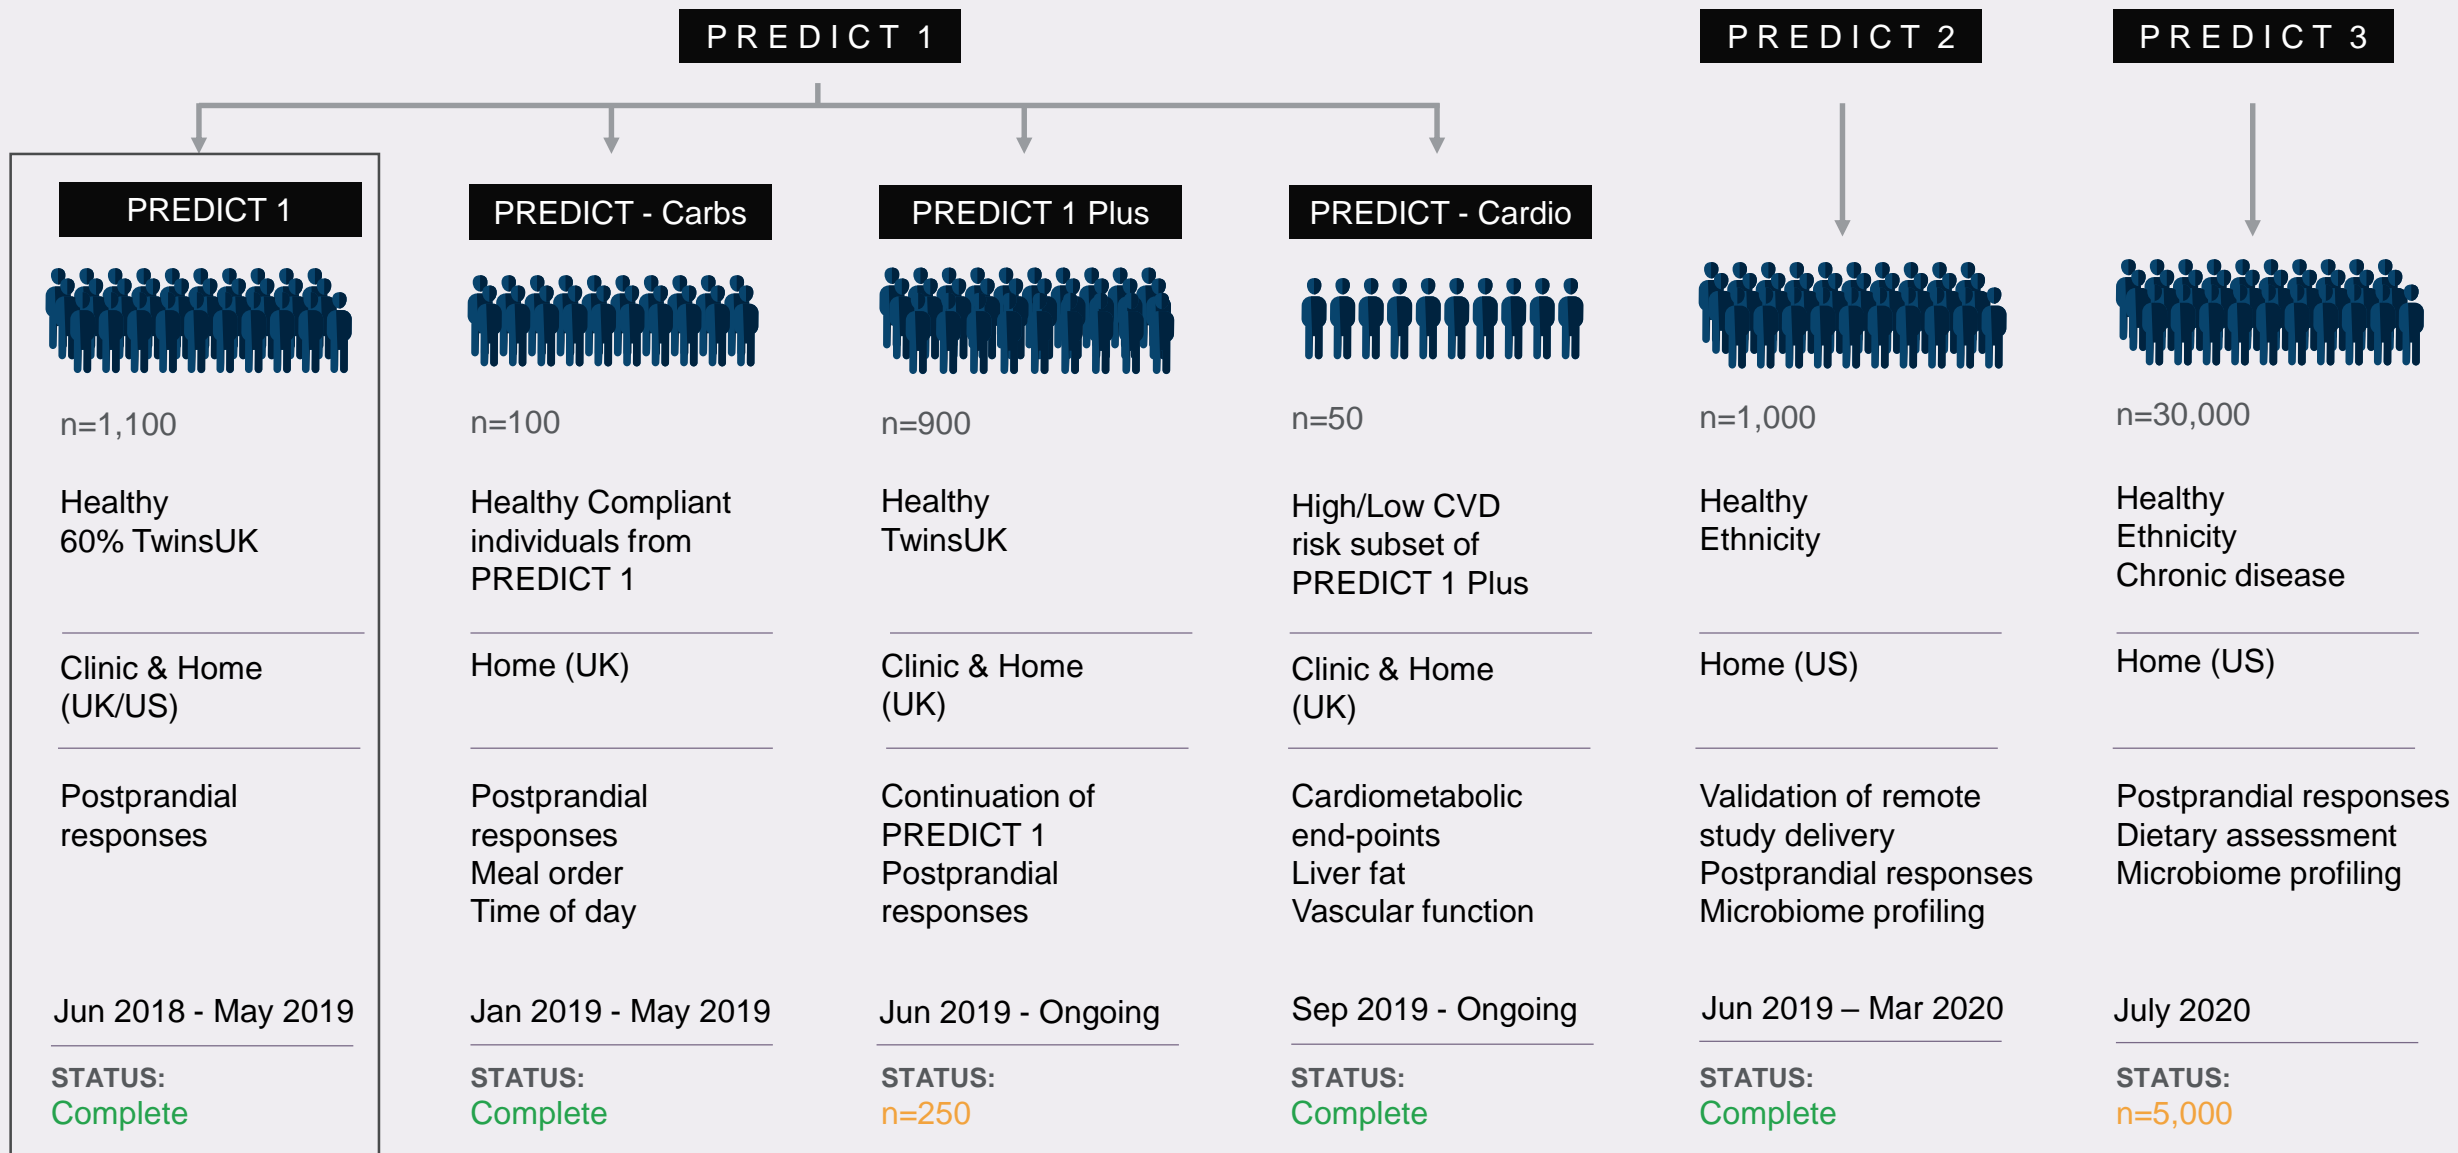 PREDICT 1
PREDICT 2
PREDICT 3
PREDICT 1
n=1,100
Healthy
60% TwinsUK
Clinic & Home
(UK/US)
Postprandial
responses
Jun 2018 - May 2019
STATUS:
Complete
PREDICT - Carbs
n=100
Healthy Compliant
individuals from
PREDICT 1
Home (UK)
Postprandial
responses
Meal order
Time of day
Jan 2019 - May 2019
STATUS:
Complete
PREDICT 1 Plus
n=900
Healthy
TwinsUK
Clinic & Home
(UK)
Continuation of
PREDICT 1
Postprandial
responses
Jun 2019 - Ongoing
STATUS:
n=250
PREDICT - Cardio
n=50
High/Low CVD
risk subset of
PREDICT 1 Plus
Clinic & Home
(UK)
Cardiometabolic
end-points
Liver fat
Vascular function
Sep 2019 - Ongoing
STATUS:
Complete
n=1,000
Healthy
Ethnicity
Home (US)
Validation of remote
study delivery
Postprandial responses
Microbiome profiling
Jun 2019 – Mar 2020
STATUS:
Complete
n=30,000
Healthy
Ethnicity
Chronic disease
Home (US)
Postprandial responses
Dietary assessment
Microbiome profiling
July 2020
STATUS:
n=5,000